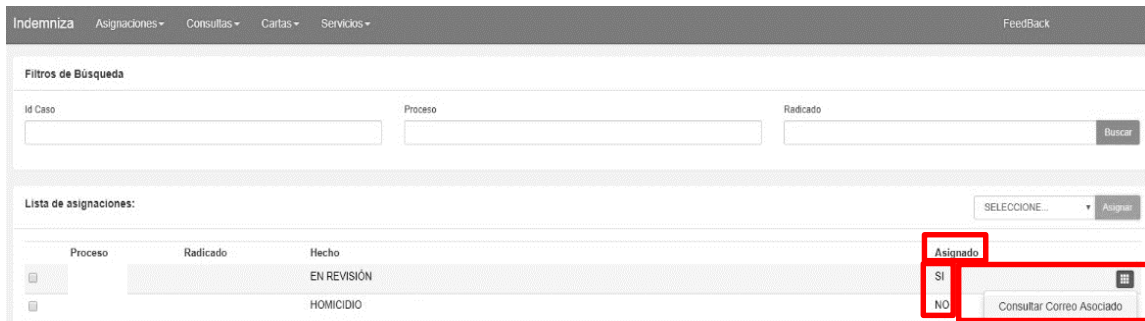 Indemniza Asignaciones Consultas Cartas Servicios FeedBack
Filtros de Búsqueda
Id Caso Proceso Radicado
Buscar
Lista de asignaciones:
SELECCIONE... Asignar
Proceso Radicado Hecho Asignado
EN REVISIÓN SI
HOMICIDIO NO Consultar Correo Asociado